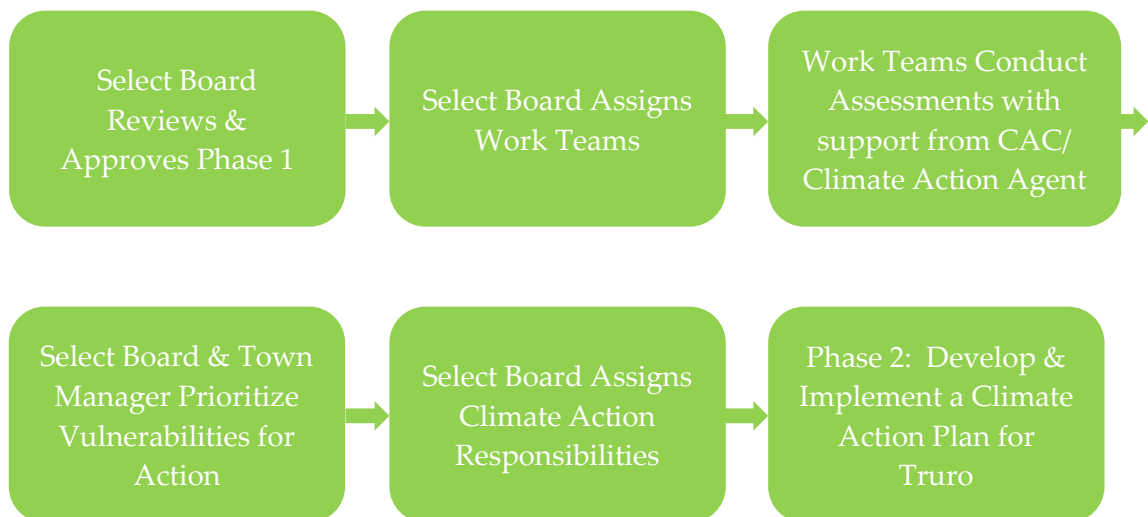 Select Board
Reviews &
Approves Phase 1
Select Board Assigns
Work Teams
Work Teams Conduct
Assessments with
support from CAC/
Climate Action Agent
Select Board & Town
Manager Prioritize
Vulnerabilities for
Action
Select Board Assigns
Climate Action
Responsibilities
Phase 2:  Develop &
Implement a Climate
Action Plan for
Truro